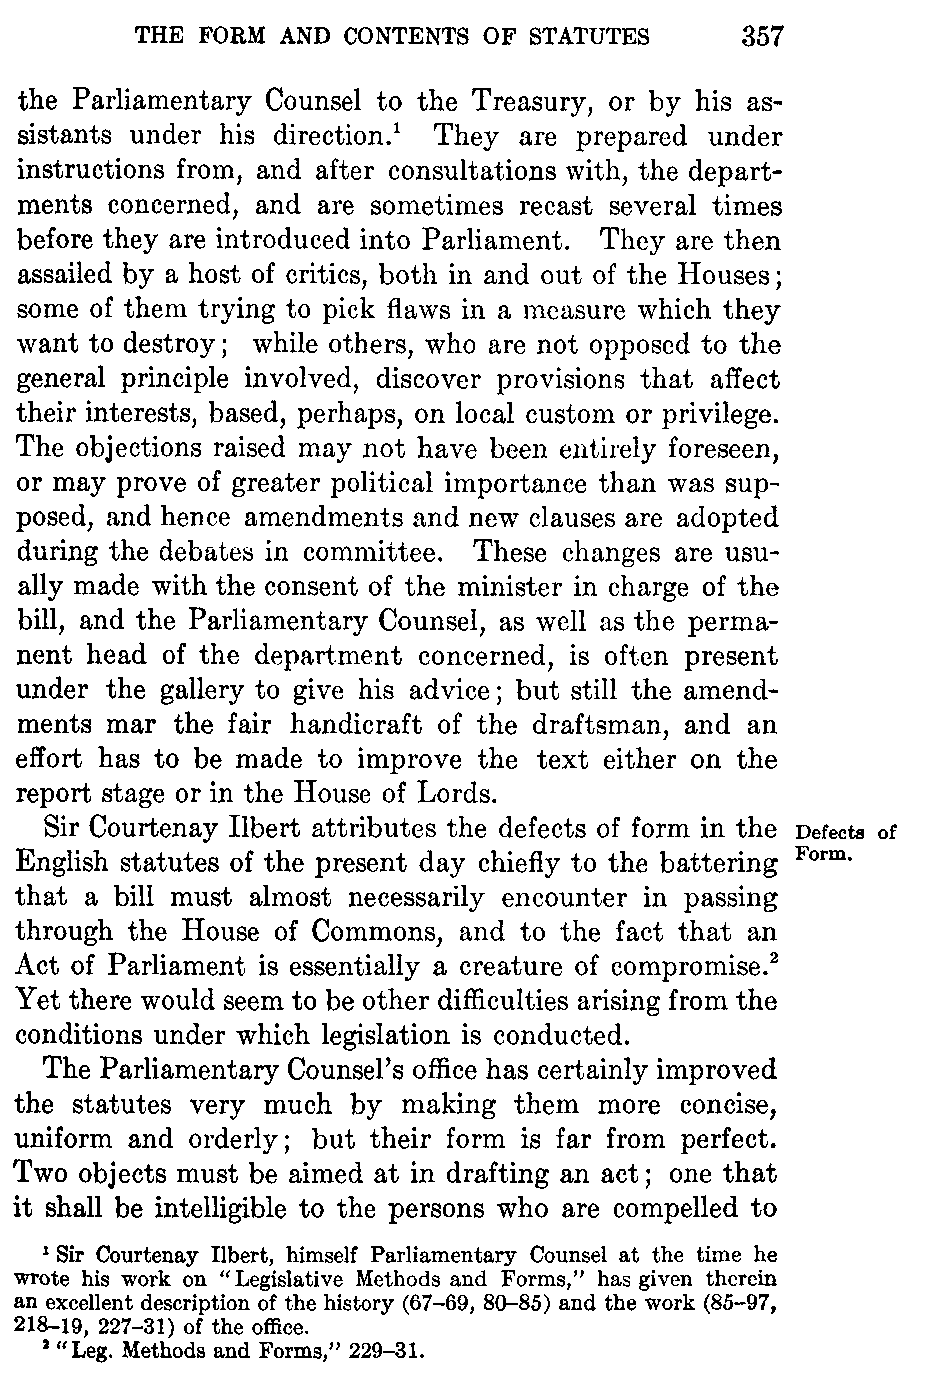 THE FORM AND CONTENTS OF STATUTES 357
the Parliamentary Counsel to the Treasury, or by his as-
sistants under his direction.¹ They are prepared under
instructions from, and after consultations with, the depart-
ments concerned, and are sometimes recast several times
before they are introduced into Parliament. They are then
assailed by a host of critics, both in and out of the Houses;
some of them trying to pick flaws in a measure which they
want to destroy; while others, who are not opposed to the
general principle involved, discover provisions that affect
their interests, based, perhaps, on local custom or privilege.
The objections raised may not have been entirely foreseen,
or may prove of greater political importance than was sup-
posed, and hence amendments and new clauses are adopted
during the debates in committee. These changes are usu-
ally made with the consent of the minister in charge of the
bill, and the Parliamentary Counsel, as well as the perma-
nent head of the department concerned, is often present
under the gallery to give his advice; but still the amend-
ments mar the fair handicraft of the draftsman, and an
effort has to be made to improve the text either on the
report stage or in the House of Lords.
Sir Courtenay Ilbert attributes the defects of form in the
English statutes of the present day chiefly to the battering
that a bill must almost necessarily encounter in passing
through the House of Commons, and to the fact that an
Act of Parliament is essentially a creature of compromise.²
Yet there would seem to be other difficulties arising from the
conditions under which legislation is conducted.
Defects of
Form.
The Parliamentary Counsel's office has certainly improved
the statutes very much by making them more concise,
uniform and orderly; but their form is far from perfect.
Two objects must be aimed at in drafting an act; one that
it shall be intelligible to the persons who are compelled to
¹ Sir Courtenay Ilbert, himself Parliamentary Counsel at the time he
wrote his work on "Legislative Methods and Forms," has given therein
an excellent description of the history (67–69, 80–85) and the work (85–97,
218–19, 227–31) of the office.
² "Leg. Methods and Forms," 229–31.